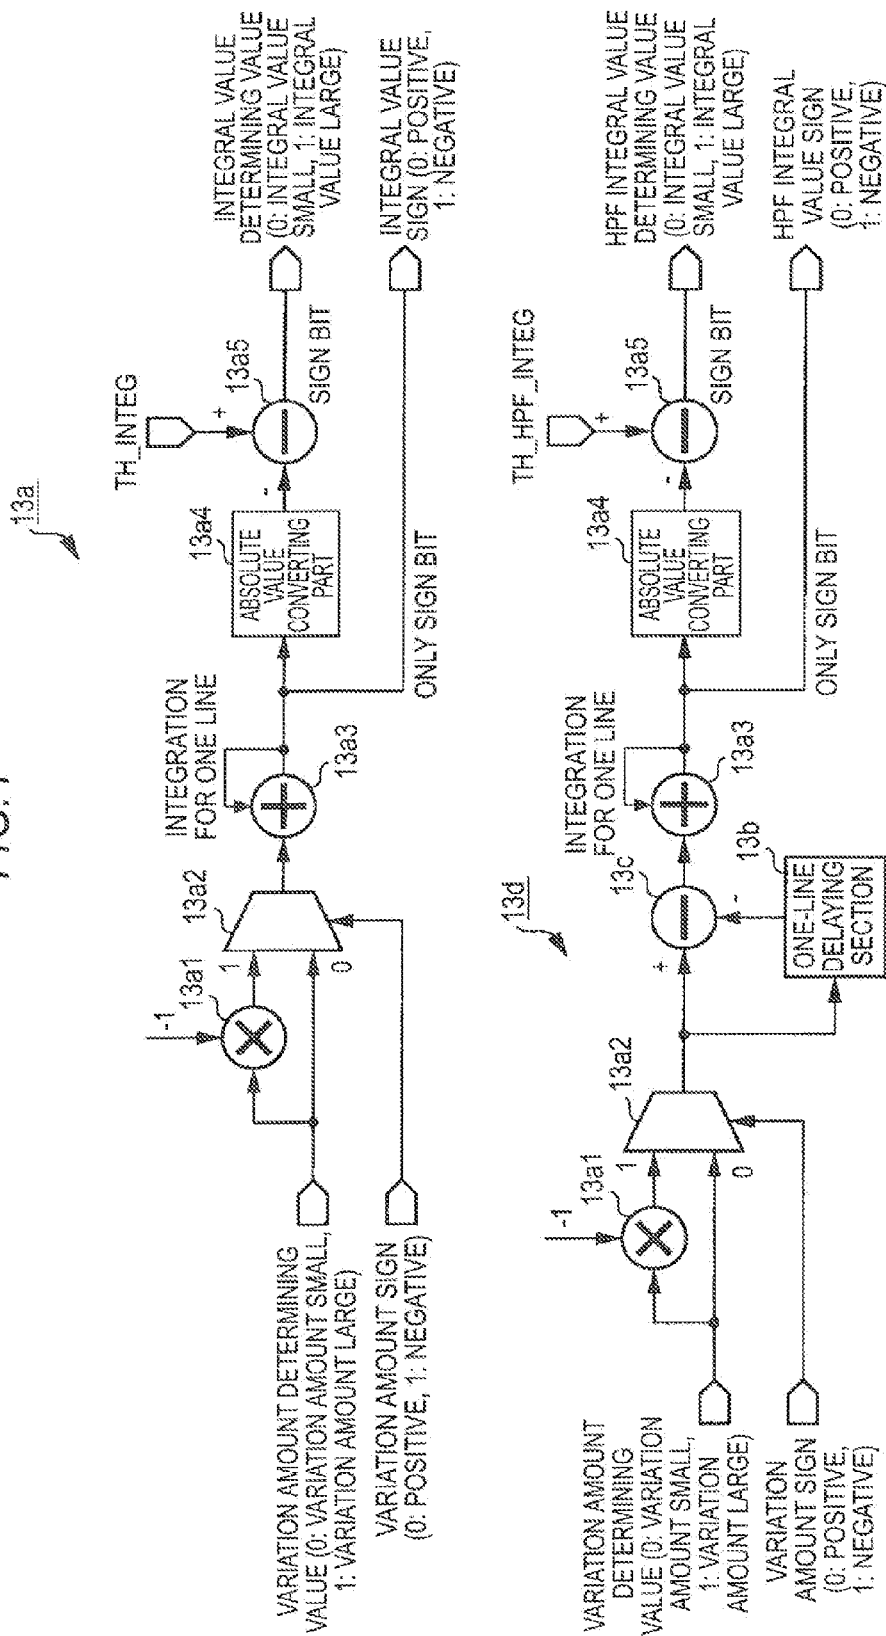 13a
TH_INTEG
+
13a5
-
SIGN BIT
INTEGRAL VALUE
DETERMINING VALUE
(0: INTEGRAL VALUE
SMALL, 1: INTEGRAL
VALUE LARGE)
INTEGRAL VALUE
SIGN (0: POSITIVE,
1: NEGATIVE)
13a4
ABSOLUTE
VALUE
CONVERTING
PART
ONLY SIGN BIT
INTEGRATION
FOR ONE LINE
13a3
13a2
-1
13a1
1
0
VARIATION AMOUNT DETERMINING
VALUE (0: VARIATION AMOUNT SMALL,
1: VARIATION AMOUNT LARGE)
VARIATION AMOUNT SIGN
(0: POSITIVE, 1: NEGATIVE)
13d
TH_HPF_INTEG
+
13a5
-
SIGN BIT
HPF INTEGRAL VALUE
DETERMINING VALUE
(0: INTEGRAL VALUE
SMALL, 1: INTEGRAL
VALUE LARGE)
HPF INTEGRAL
VALUE SIGN
(0: POSITIVE,
1: NEGATIVE)
13a4
ABSOLUTE
VALUE
CONVERTING
PART
ONLY SIGN BIT
INTEGRATION
FOR ONE LINE
13a3
13c
+
-
13b
ONE-LINE
DELAYING
SECTION
13a2
-1
13a1
1
0
VARIATION AMOUNT
DETERMINING
VALUE (0: VARIATION
AMOUNT SMALL,
1: VARIATION
AMOUNT LARGE)
VARIATION
AMOUNT SIGN
(0: POSITIVE,
1: NEGATIVE)